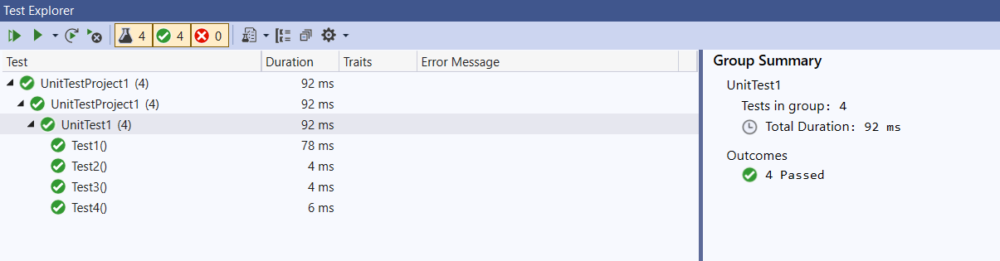 Test Explorer
4 4 0
Test Duration Traits Error Message
UnitTestProject1 (4) 92 ms
UnitTestProject1 (4) 92 ms
UnitTest1 (4) 92 ms
Test1() 78 ms
Test2() 4 ms
Test3() 4 ms
Test4() 6 ms
Group Summary
UnitTest1
Tests in group: 4
Total Duration: 92 ms
Outcomes
4 Passed